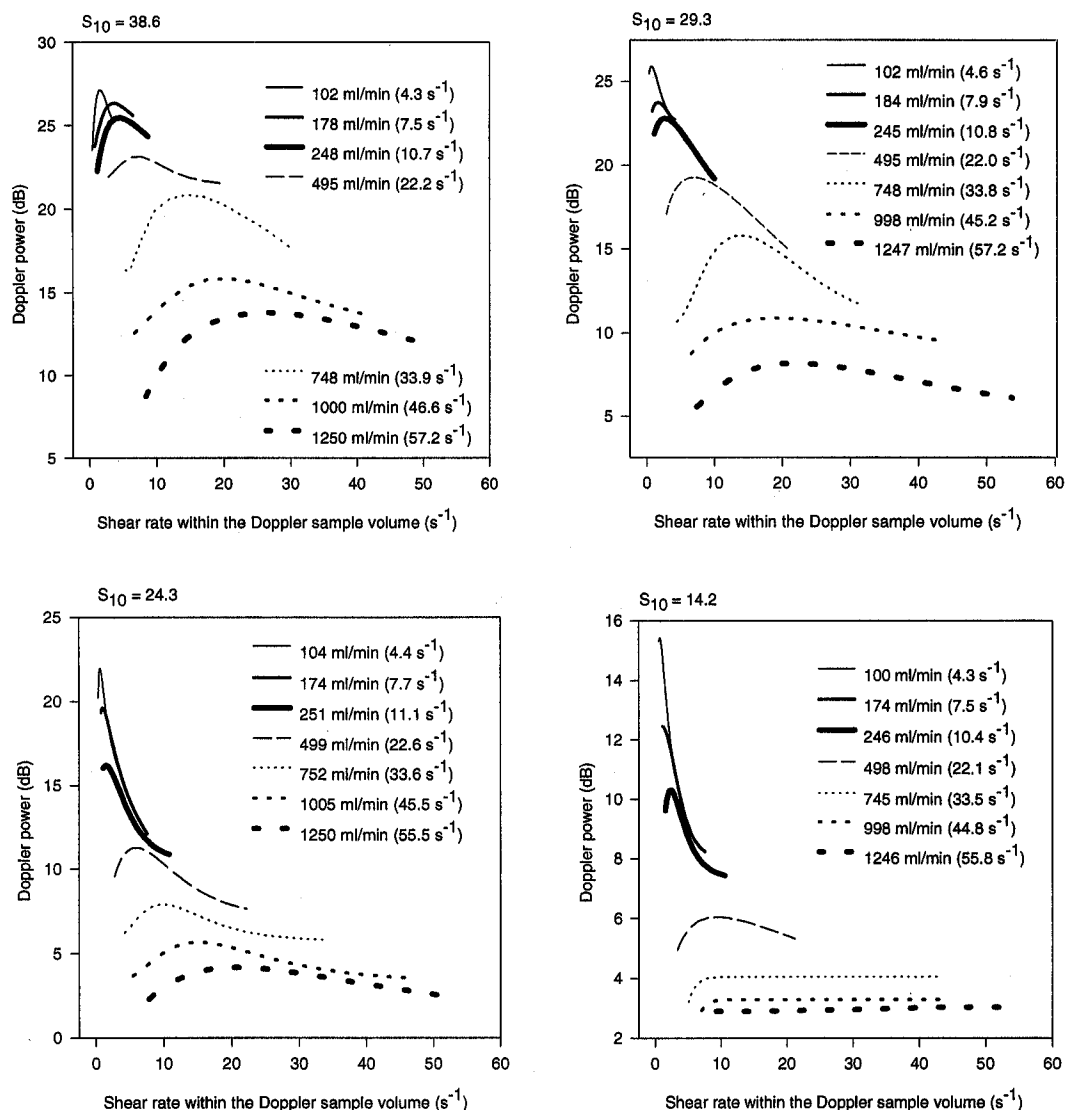 S10 = 38.6
30
25
20
15
10
5
Doppler power (dB)
102 ml/min (4.3 s-1)
178 ml/min (7.5 s-1)
248 ml/min (10.7 s-1)
495 ml/min (22.2 s-1)
748 ml/min (33.9 s-1)
1000 ml/min (46.6 s-1)
1250 ml/min (57.2 s-1)
0 10 20 30 40 50 60
Shear rate within the Doppler sample volume (s-1)
S10 = 29.3
25
20
15
10
5
Doppler power (dB)
102 ml/min (4.6 s-1)
184 ml/min (7.9 s-1)
245 ml/min (10.8 s-1)
495 ml/min (22.0 s-1)
748 ml/min (33.8 s-1)
998 ml/min (45.2 s-1)
1247 ml/min (57.2 s-1)
0 10 20 30 40 50 60
Shear rate within the Doppler sample volume (s-1)
S10 = 24.3
25
20
15
10
5
0
Doppler power (dB)
104 ml/min (4.4 s-1)
174 ml/min (7.7 s-1)
251 ml/min (11.1 s-1)
499 ml/min (22.6 s-1)
752 ml/min (33.6 s-1)
1005 ml/min (45.5 s-1)
1250 ml/min (55.5 s-1)
0 10 20 30 40 50 60
Shear rate within the Doppler sample volume (s-1)
S10 = 14.2
16
14
12
10
8
6
4
2
Doppler power (dB)
100 ml/min (4.3 s-1)
174 ml/min (7.5 s-1)
246 ml/min (10.4 s-1)
498 ml/min (22.1 s-1)
745 ml/min (33.5 s-1)
998 ml/min (44.8 s-1)
1246 ml/min (55.8 s-1)
0 10 20 30 40 50 60
Shear rate within the Doppler sample volume (s-1)